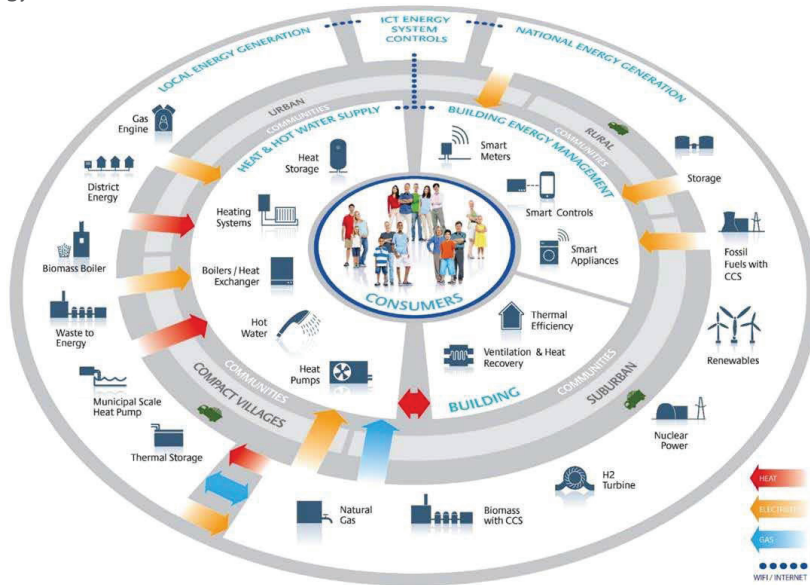 gy
ICT ENERGY
SYSTEM
CONTROLS
LOCAL ENERGY GENERATION
NATIONAL ENERGY GENERATION
URBAN
COMMUNITIES
RURAL
COMMUNITIES
HEAT & HOT WATER SUPPLY
BUILDING ENERGY MANAGEMENT
Gas
Engine
District
Energy
Biomass Boiler
Waste to
Energy
Municipal Scale
Heat Pump
Thermal Storage
Heat
Storage
Heating
Systems
Boilers / Heat
Exchanger
Hot
Water
Heat
Pumps
Smart
Meters
Smart Controls
Smart
Appliances
CONSUMERS
Thermal
Efficiency
Ventilation & Heat
Recovery
BUILDING
COMMUNITIES
COMPACT VILLAGES
COMMUNITIES
SUBURBAN
Storage
Fossil
Fuels with
CCS
Renewables
Nuclear
Power
H2
Turbine
Biomass
with CCS
Natural
Gas
HEAT
GAS
WIFI / INTERNET